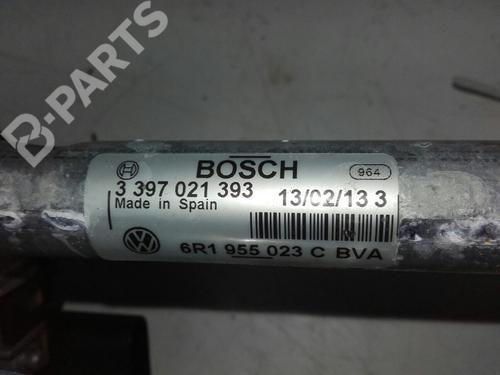 B-PARTS
BOSCH
964
3 397 021 393
13/02/13 3
Made in Spain
6R1 955 023 C BVA